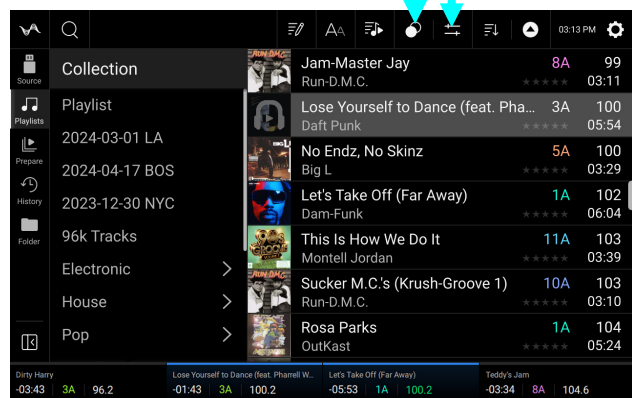 AA
03:13 PM
Source
Playlists
Prepare
History
Folder
Collection
Playlist
2024-03-01 LA
2024-04-17 BOS
2023-12-30 NYC
96k Tracks
Electronic
House
Pop
Jam-Master Jay 8A 99
Run-D.M.C. 03:11
Lose Yourself to Dance (feat. Pha... 3A 100
Daft Punk 05:54
No Endz, No Skinz 5A 100
Big L 03:29
Let's Take Off (Far Away) 1A 102
Dam-Funk 06:04
This Is How We Do It 11A 103
Montell Jordan 03:39
Sucker M.C.'s (Krush-Groove 1) 10A 103
Run-D.M.C. 03:10
Rosa Parks 1A 104
OutKast 05:24
Dirty Harry
-03:43 3A 96.2
Lose Yourself to Dance (feat. Pharrell W...
-01:43 3A 100.2
Let's Take Off (Far Away)
-05:53 1A 100.2
Teddy's Jam
-03:34 8A 104.6